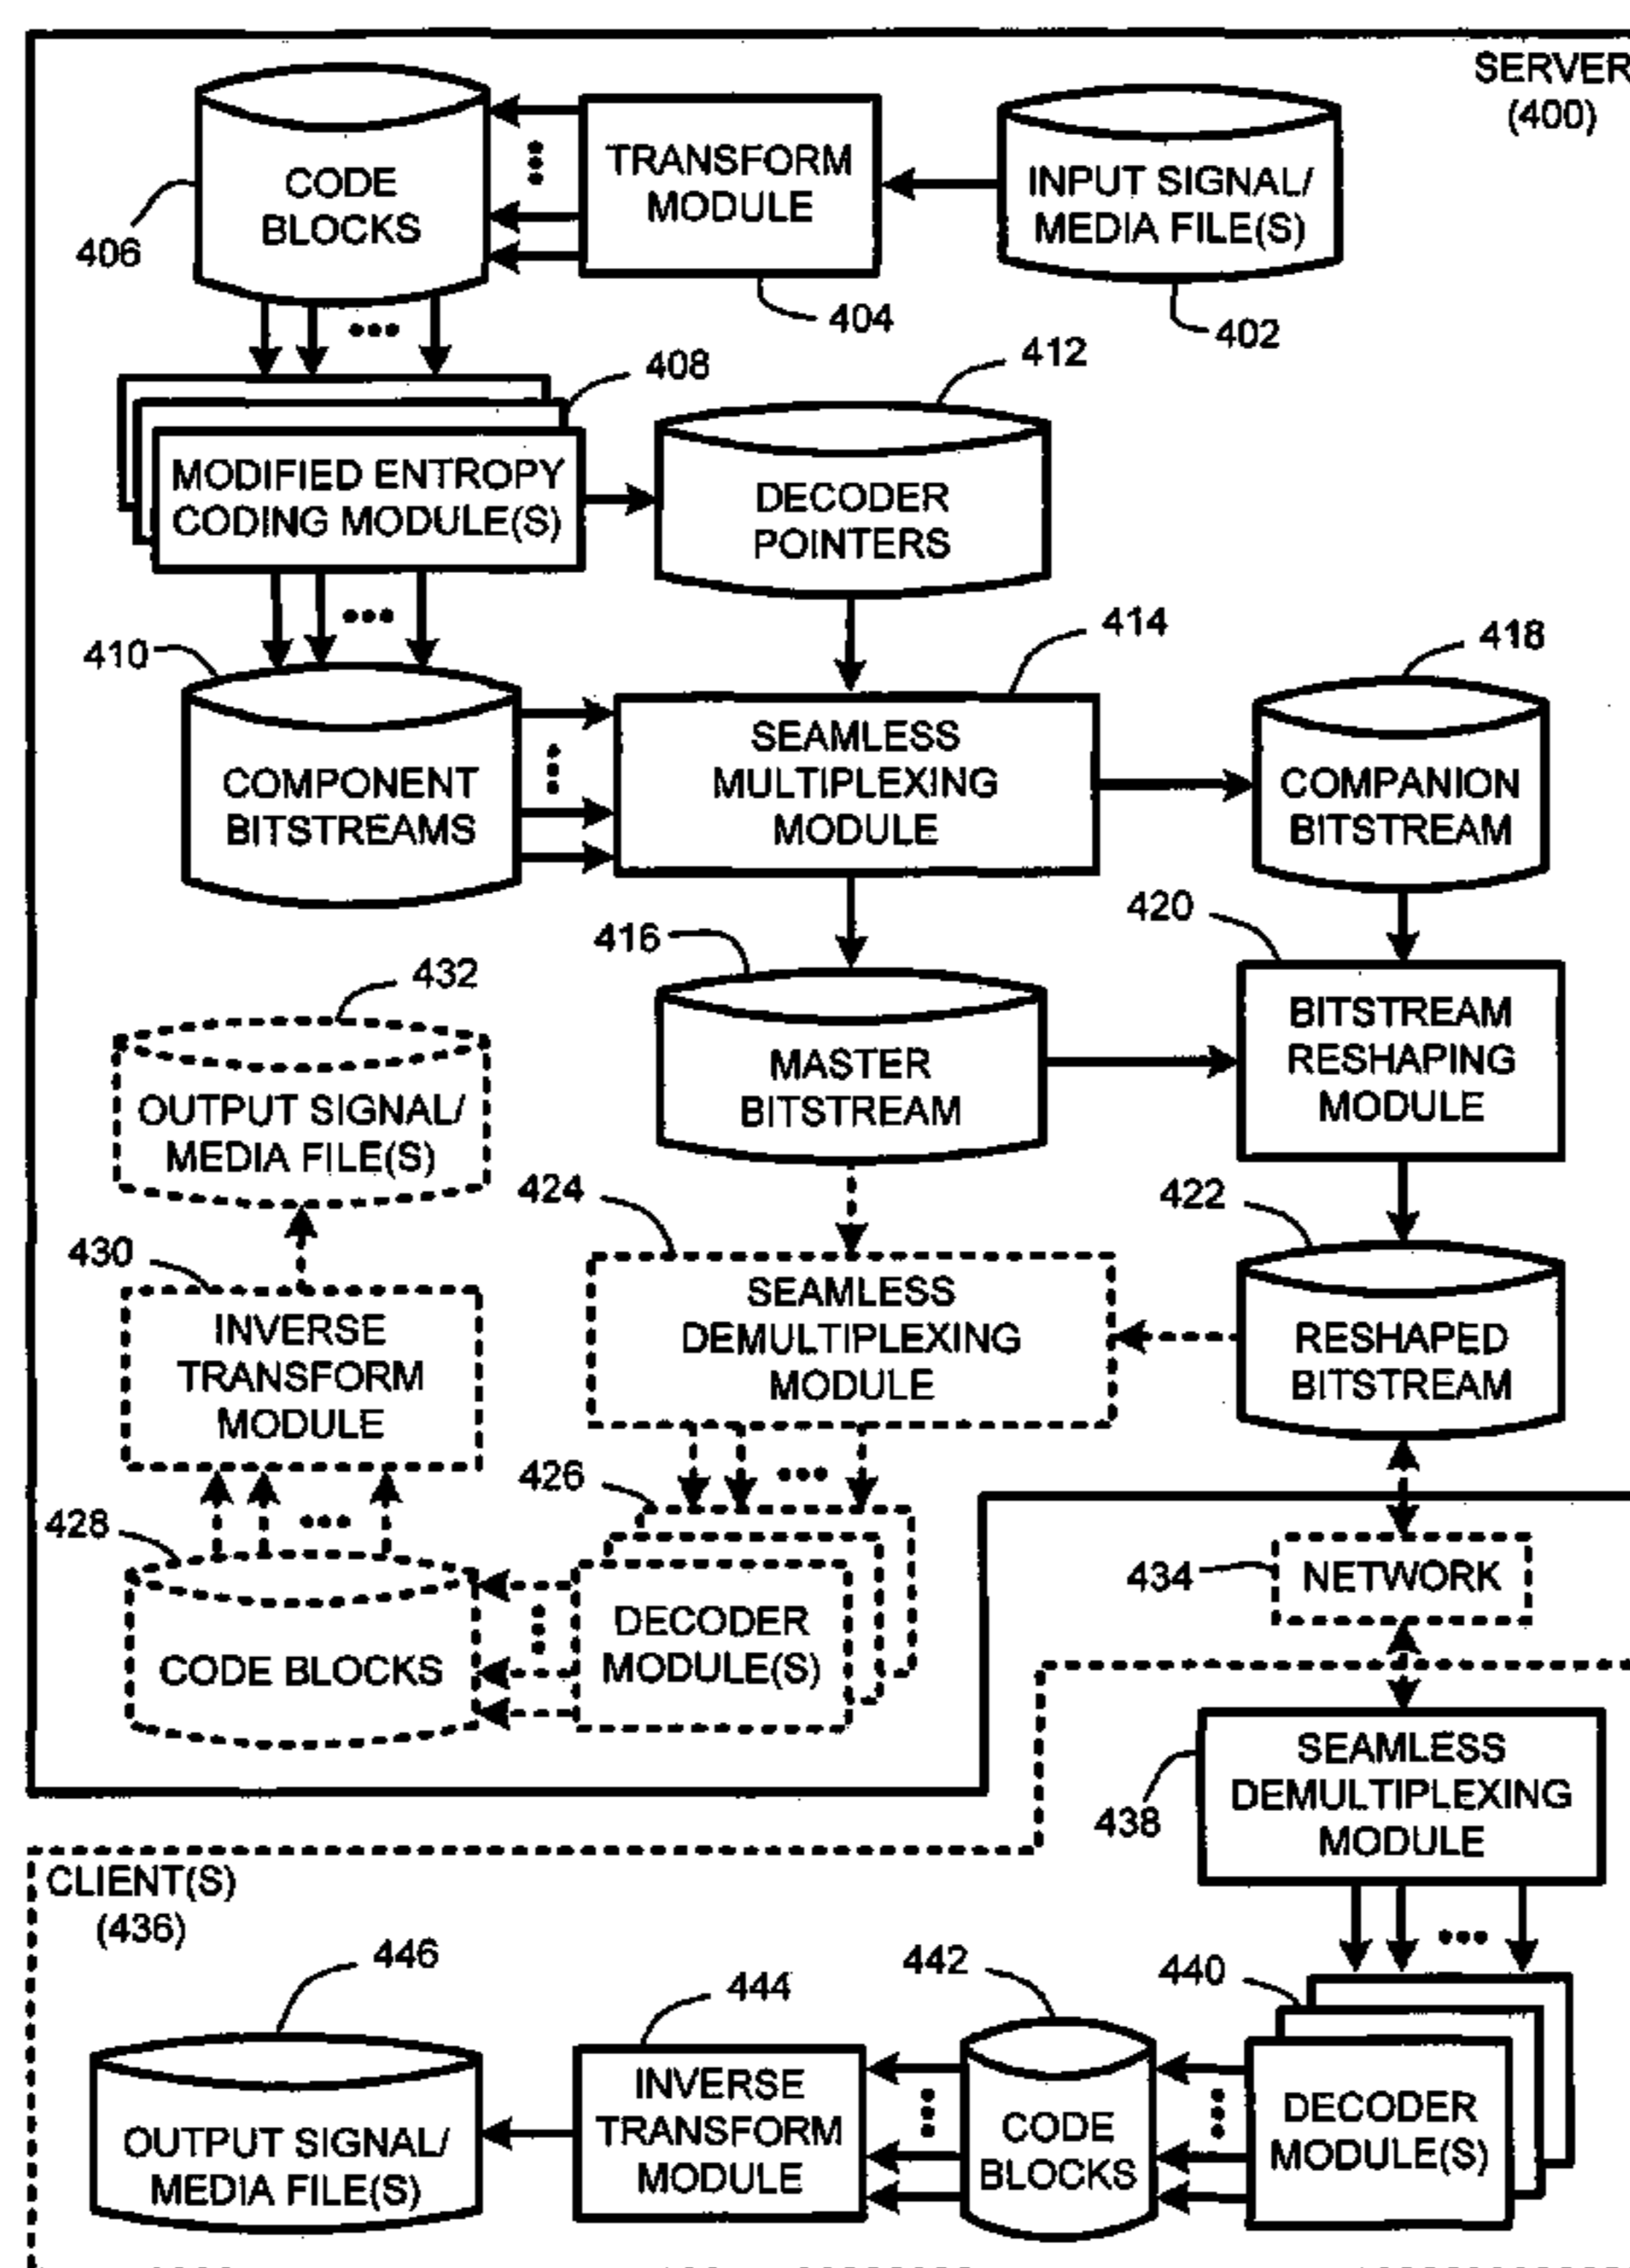 SERVER
(400)
CODE
BLOCKS
406
TRANSFORM
MODULE
404
INPUT SIGNAL/
MEDIA FILE(S)
402
408
MODIFIED ENTROPY
CODING MODULE(S)
412
DECODER
POINTERS
410
COMPONENT
BITSTREAMS
414
SEAMLESS
MULTIPLEXING
MODULE
418
COMPANION
BITSTREAM
416
MASTER
BITSTREAM
420
BITSTREAM
RESHAPING
MODULE
432
OUTPUT SIGNAL/
MEDIA FILE(S)
424
SEAMLESS
DEMULTIPLEXING
MODULE
422
RESHAPED
BITSTREAM
430
INVERSE
TRANSFORM
MODULE
426
DECODER
MODULE(S)
428
CODE BLOCKS
434
NETWORK
438
SEAMLESS
DEMULTIPLEXING
MODULE
CLIENT(S)
(436)
446
OUTPUT SIGNAL/
MEDIA FILE(S)
444
INVERSE
TRANSFORM
MODULE
442
CODE
BLOCKS
440
DECODER
MODULE(S)